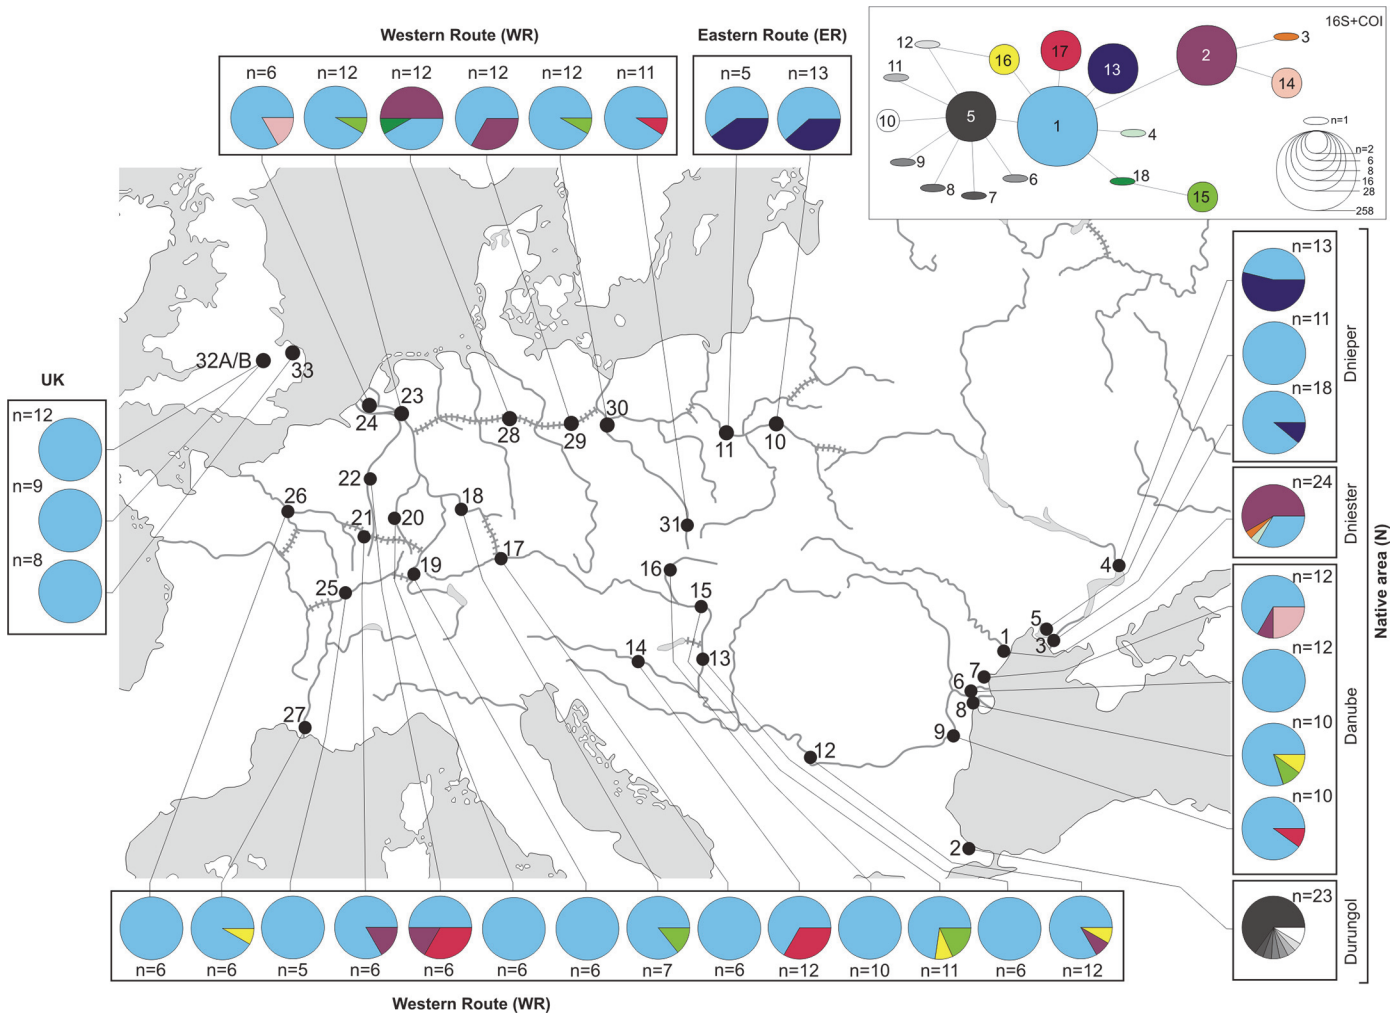 Western Route (WR)
n=6
n=12
n=12
n=12
n=12
n=11
Eastern Route (ER)
n=5
n=13
16S+COI
12
11
10
9
8
7
6
5
16
17
13
1
2
3
14
4
18
15
n=1
n=2
6
8
16
28
258
UK
n=12
n=9
n=8
32A/B
33
24
23
28
29
30
11
10
22
26
21
20
18
17
19
25
27
31
16
15
14
13
12
4
5
3
1
7
6
8
9
2
n=13
n=11
n=18
Dnieper
n=24
Dniester
n=12
n=12
n=10
n=10
Danube
n=23
Durungol
Native area (N)
n=6
n=6
n=5
n=6
n=6
n=6
n=6
n=7
n=6
n=12
n=10
n=11
n=6
n=12
Western Route (WR)